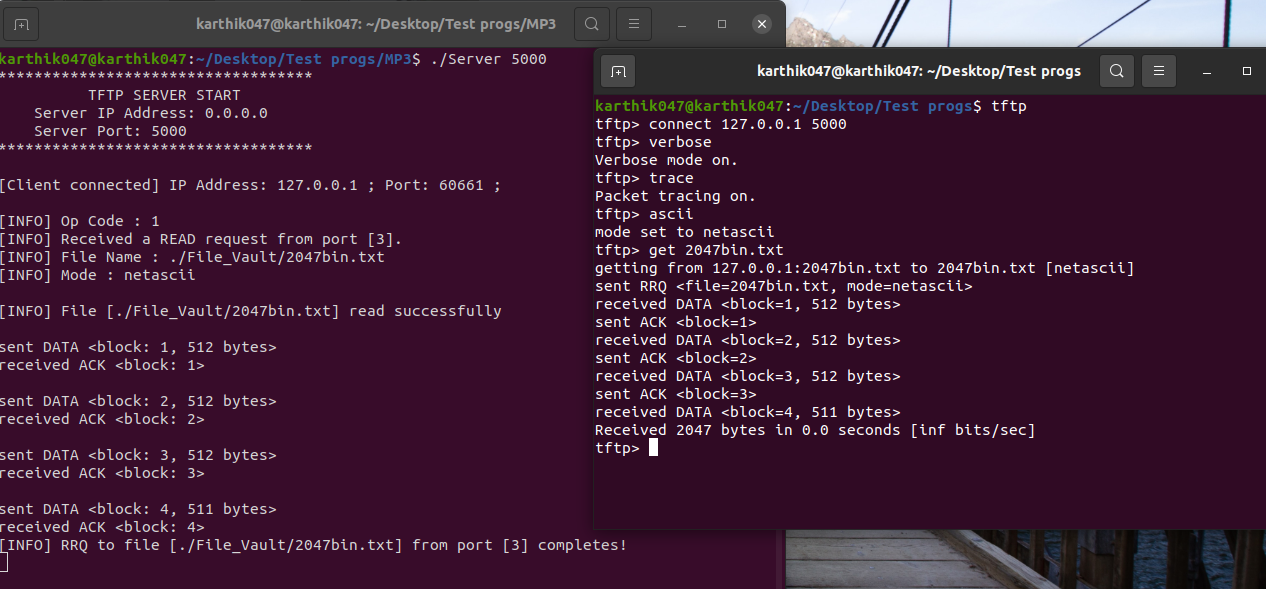 karthik047@karthik047: ~/Desktop/Test progs/MP3
karthik047@karthik047:~/Desktop/Test progs/MP3$ ./Server 5000
***********************************
TFTP SERVER START
Server IP Address: 0.0.0.0
Server Port: 5000
***********************************
[Client connected] IP Address: 127.0.0.1 ; Port: 60661 ;
[INFO] Op Code : 1
[INFO] Received a READ request from port [3].
[INFO] File Name : ./File_Vault/2047bin.txt
[INFO] Mode : netascii
[INFO] File [./File_Vault/2047bin.txt] read successfully
sent DATA <block: 1, 512 bytes>
received ACK <block: 1>
sent DATA <block: 2, 512 bytes>
received ACK <block: 2>
sent DATA <block: 3, 512 bytes>
received ACK <block: 3>
sent DATA <block: 4, 511 bytes>
received ACK <block: 4>
[INFO] RRQ to file [./File_Vault/2047bin.txt] from port [3] completes!
karthik047@karthik047: ~/Desktop/Test progs
karthik047@karthik047:~/Desktop/Test progs$ tftp
tftp> connect 127.0.0.1 5000
tftp> verbose
Verbose mode on.
tftp> trace
Packet tracing on.
tftp> ascii
mode set to netascii
tftp> get 2047bin.txt
getting from 127.0.0.1:2047bin.txt to 2047bin.txt [netascii]
sent RRQ <file=2047bin.txt, mode=netascii>
received DATA <block=1, 512 bytes>
sent ACK <block=1>
received DATA <block=2, 512 bytes>
sent ACK <block=2>
received DATA <block=3, 512 bytes>
sent ACK <block=3>
received DATA <block=4, 511 bytes>
Received 2047 bytes in 0.0 seconds [inf bits/sec]
tftp>